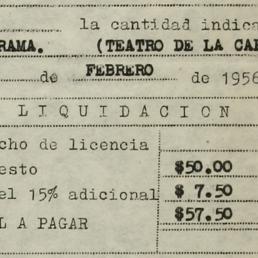 la cantidad indica
RAMA. (TEATRO DE LA CA
de FEBRERO de 1956
LIQUIDACION
cho de licencia
esto $50.00
el 15% adicional $ 7.50
L A PAGAR $57.50